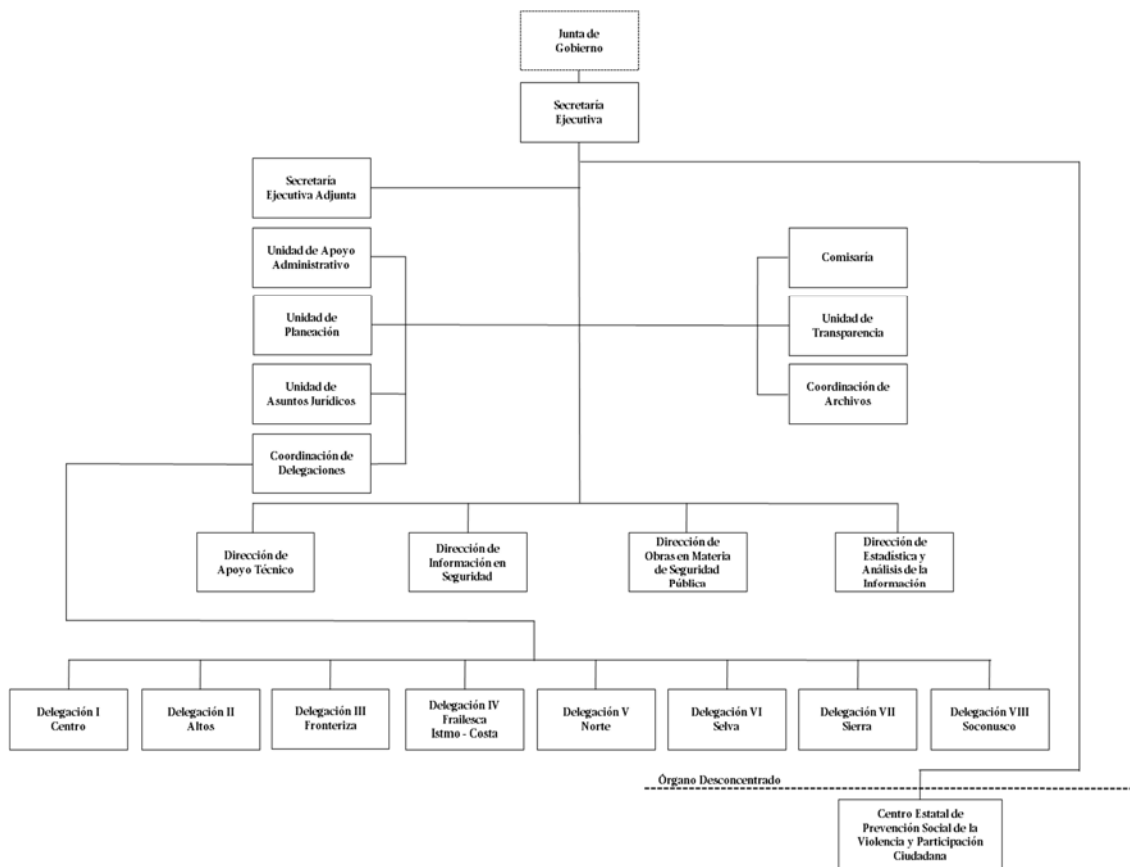 Junta de
Gobierno
Secretaría
Ejecutiva
Secretaría
Ejecutiva Adjunta
Unidad de Apoyo
Administrativo
Comisaría
Unidad de
Planeación
Unidad de
Transparencia
Unidad de
Asuntos Jurídicos
Coordinación de
Archivos
Coordinación de
Delegaciones
Dirección de
Apoyo Técnico
Dirección de
Información en
Seguridad
Dirección de
Obras en Materia
de Seguridad
Pública
Dirección de
Estadística y
Análisis de la
Información
Delegación I
Centro
Delegación II
Altos
Delegación III
Fronteriza
Delegación IV
Frailesca
Istmo - Costa
Delegación V
Norte
Delegación VI
Selva
Delegación VII
Sierra
Delegación VIII
Soconusco
Órgano Desconcentrado
Centro Estatal de
Prevención Social de la
Violencia y Participación
Ciudadana